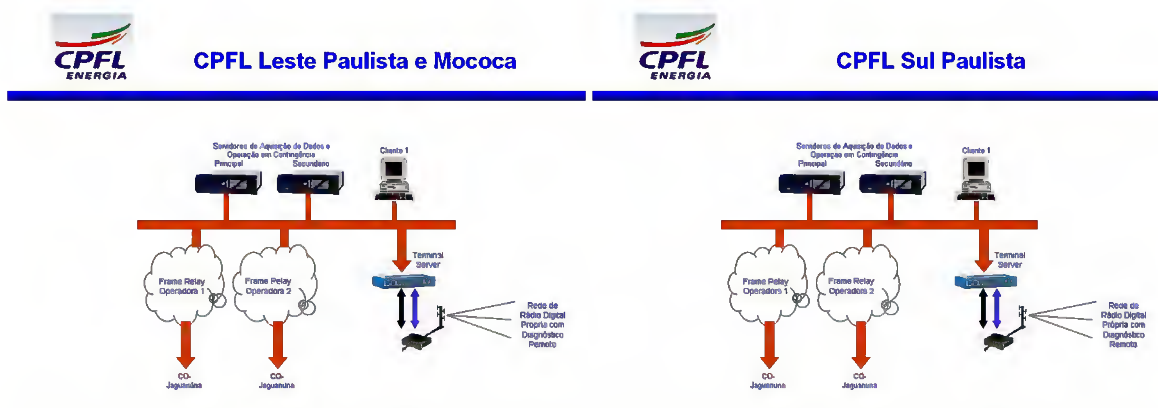 CPFL
ENERGIA
CPFL Leste Paulista e Mococa
Servidores de Aquisição de Dados e
Operação em Contingência
Principal Secundário
Cliente 1
Terminal
Server
Frame Relay
Operadora 1
Frame Relay
Operadora 2
Rede de
Rádio Digital
Própria com
Diagnóstico
Remoto
CO-
Jaguariúna
CO-
Jaguariúna
CPFL
ENERGIA
CPFL Sul Paulista
Servidores de Aquisição de Dados e
Operação em Contingência
Principal Secundário
Cliente 1
Terminal
Server
Frame Relay
Operadora 1
Frame Relay
Operadora 2
Rede de
Rádio Digital
Própria com
Diagnóstico
Remoto
CO-
Jaguariúna
CO-
Jaguariúna